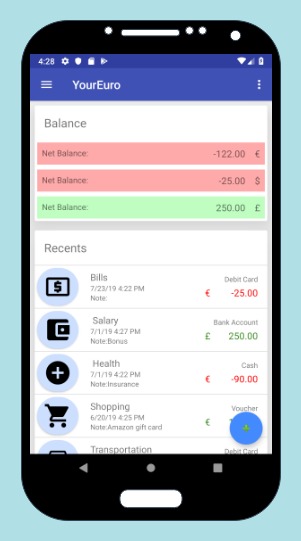 4:28
YourEuro
Balance
Net Balance: -122.00 €
Net Balance: -25.00 $
Net Balance: 250.00 £
Recents
Bills Debit Card
7/23/19 4:22 PM € -25.00
Note:
Salary Bank Account
7/1/19 4:27 PM £ 250.00
Note:Bonus
Health Cash
7/1/19 4:22 PM € -90.00
Note:Insurance
Shopping Voucher
6/20/19 4:25 PM €
Note:Amazon gift card
Transportation Debit Card